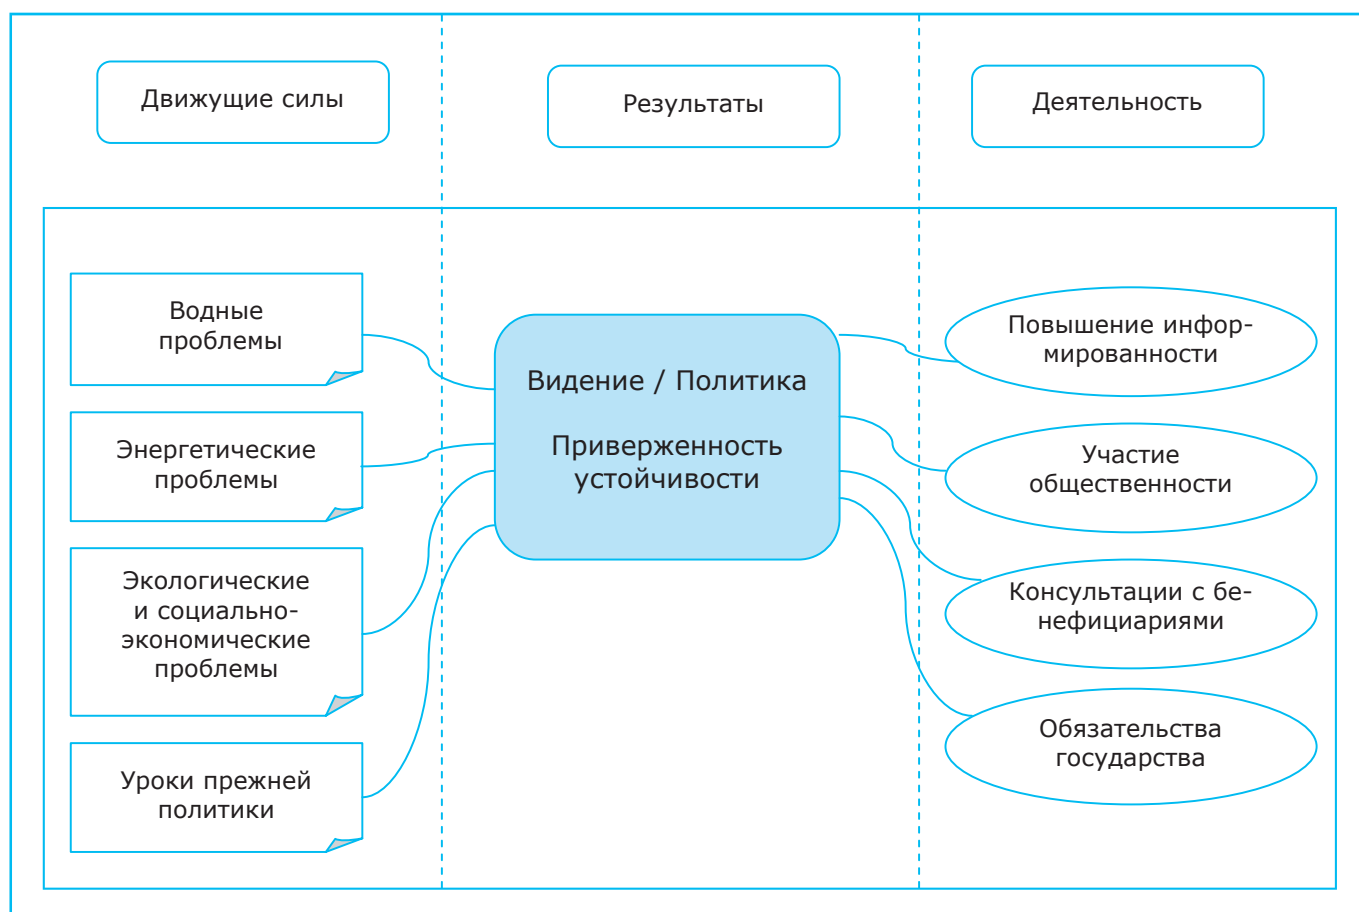 Движущие силы
Результаты
Деятельность
Водные
проблемы
Энергетические
проблемы
Экологические
и социально-
экономические
проблемы
Уроки прежней
политики
Видение / Политика
Приверженность
устойчивости
Повышение инфор-
мированности
Участие
общественности
Консультации с бе-
нефициариями
Обязательства
государства